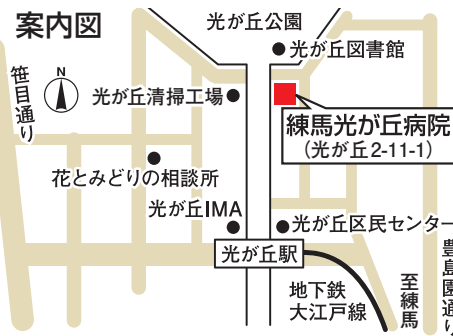 案内図
光が丘公園
光が丘図書館
笹目通り
N
光が丘清掃工場
練馬光が丘病院
(光が丘2-11-1)
花とみどりの相談所
光が丘IMA
光が丘区民センター
光が丘駅
地下鉄
大江戸線
至練馬
豊島園通り